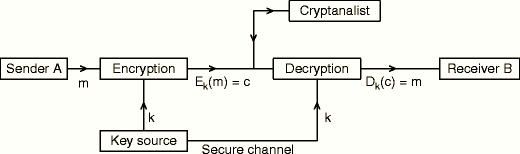 Cryptanalist
Sender A
Encryption
Decryption
Receiver B
m
E_k(m) = c
D_k(c) = m
k
k
Key source
Secure channel